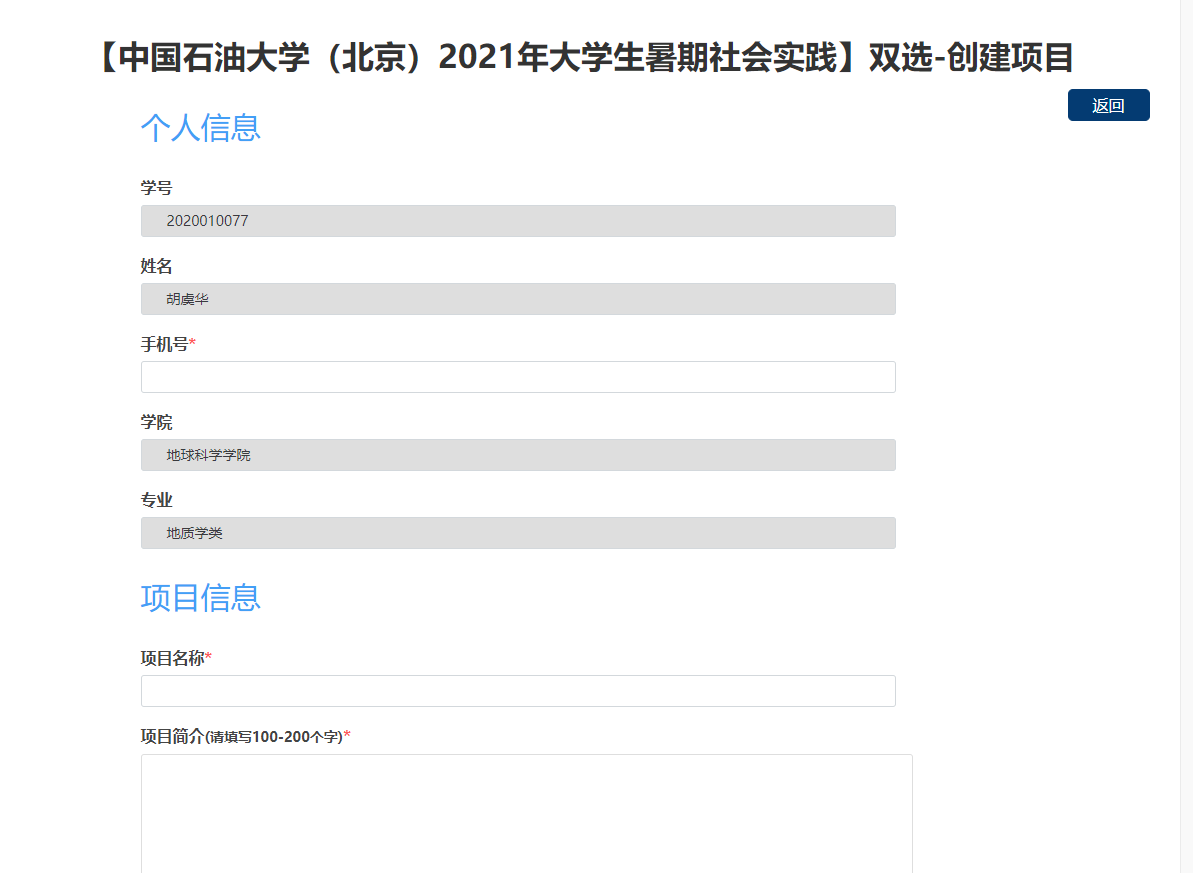 【中国石油大学（北京）2021年大学生暑期社会实践】双选-创建项目
返回
个人信息
学号
2020010077
姓名
胡虞华
手机号*
学院
地球科学学院
专业
地质学类
项目信息
项目名称*
项目简介(请填写100-200个字)*